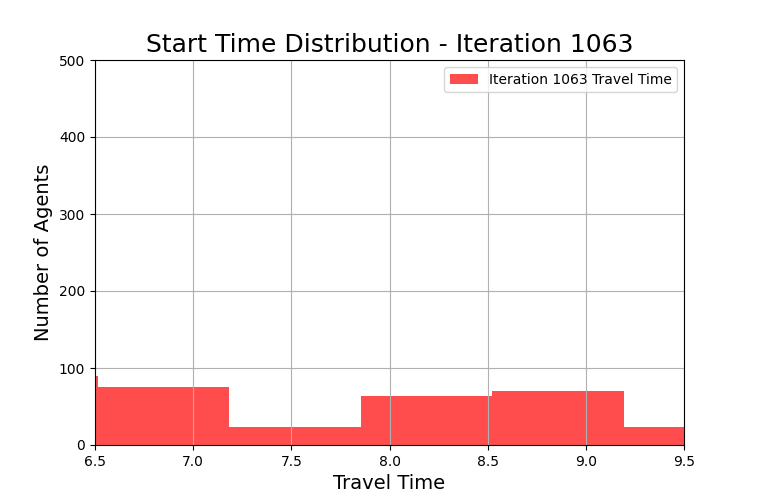 Start Time Distribution - Iteration 1063
Iteration 1063 Travel Time
Number of Agents
500
400
300
200
100
0
6.5 7.0 7.5 8.0 8.5 9.0 9.5
Travel Time